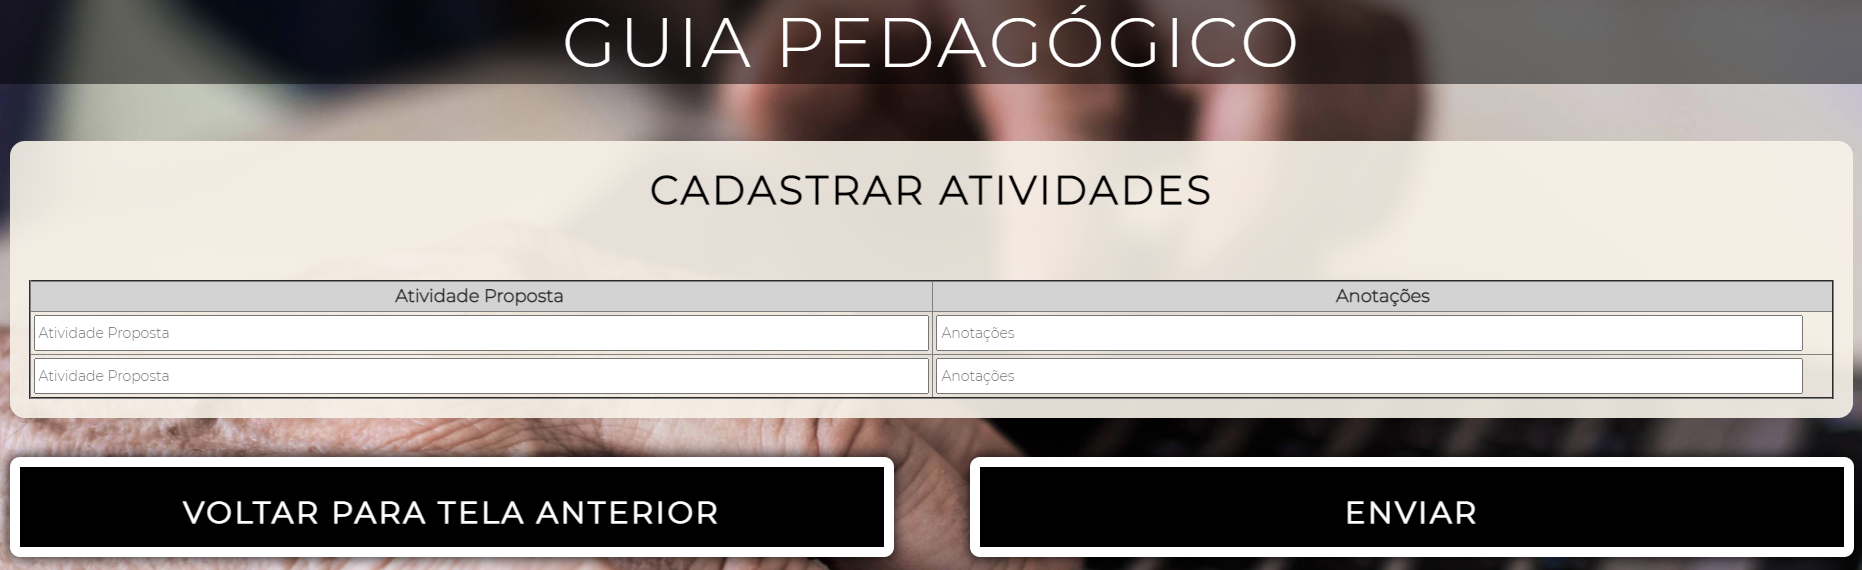 GUIA PEDAGÓGICO
CADASTRAR ATIVIDADES
Atividade Proposta Anotações
Atividade Proposta Anotações
Atividade Proposta Anotações
VOLTAR PARA TELA ANTERIOR ENVIAR